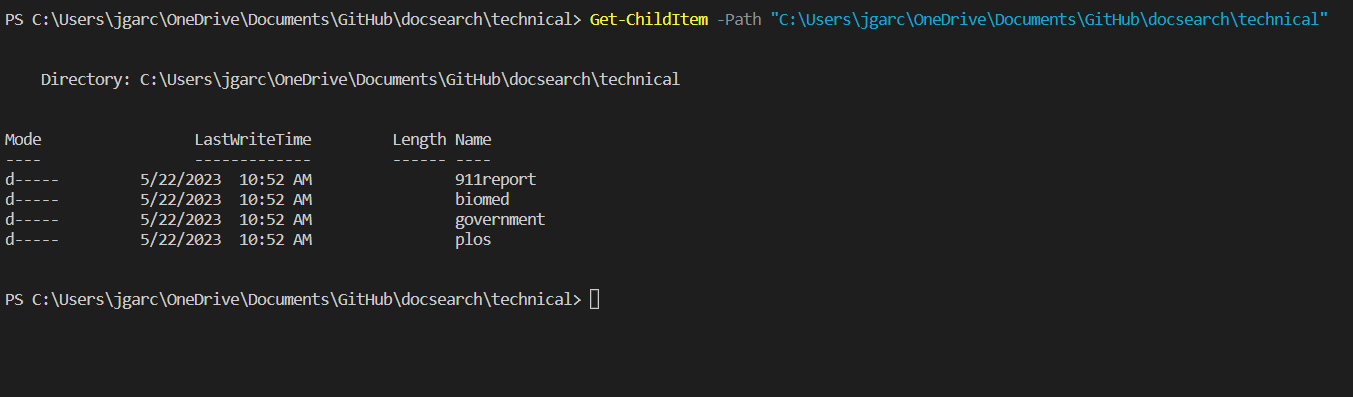 PS C:\Users\jgarc\OneDrive\Documents\GitHub\docsearch\technical> Get-ChildItem -Path "C:\Users\jgarc\OneDrive\Documents\GitHub\docsearch\technical"
Directory: C:\Users\jgarc\OneDrive\Documents\GitHub\docsearch\technical
Mode LastWriteTime Length Name
---- ------------- ------ ----
d----- 5/22/2023 10:52 AM 911report
d----- 5/22/2023 10:52 AM biomed
d----- 5/22/2023 10:52 AM government
d----- 5/22/2023 10:52 AM plos
PS C:\Users\jgarc\OneDrive\Documents\GitHub\docsearch\technical>